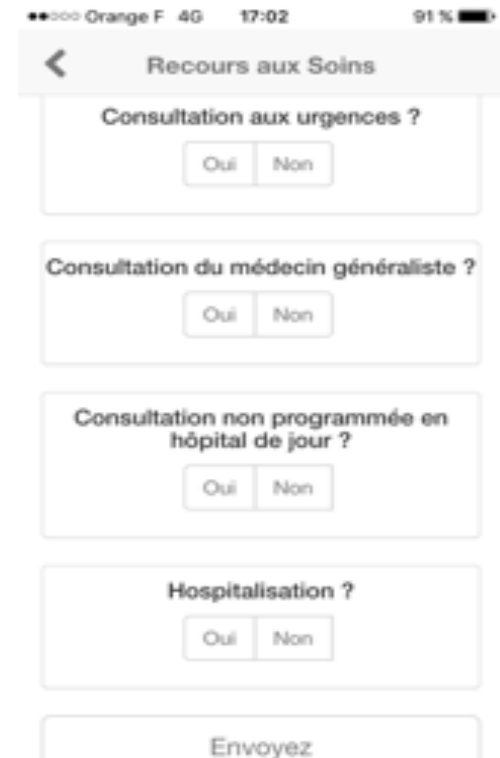 Orange F 4G 17:02 91 %
Recours aux Soins
Consultation aux urgences ?
Oui Non
Consultation du médecin généraliste ?
Oui Non
Consultation non programmée en
hôpital de jour ?
Oui Non
Hospitalisation ?
Oui Non
Envoyez